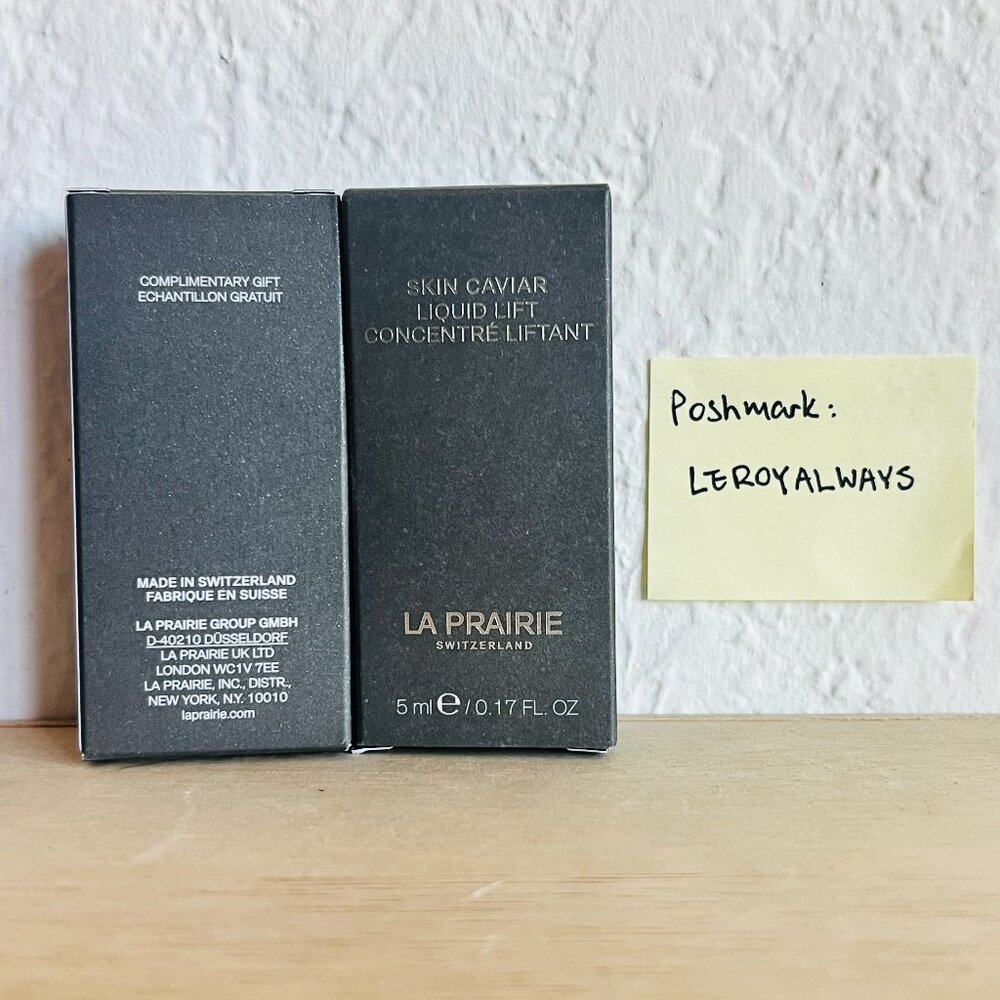 COMPLIMENTARY GIFT
ECHANTILLON GRATUIT
MADE IN SWITZERLAND
FABRIQUE EN SUISSE
LA PRAIRIE GROUP GMBH
D-40210 DÜSSELDORF
LA PRAIRIE UK LTD
LONDON WC1V 7EE
LA PRAIRIE, INC., DISTR.,
NEW YORK, N.Y. 10010
laprairie.com
SKIN CAVIAR
LIQUID LIFT
CONCENTRÉ LIFTANT
LA PRAIRIE
SWITZERLAND
5 ml ℮ / 0.17 FL. OZ
Poshmark:
LEROYALWAYS